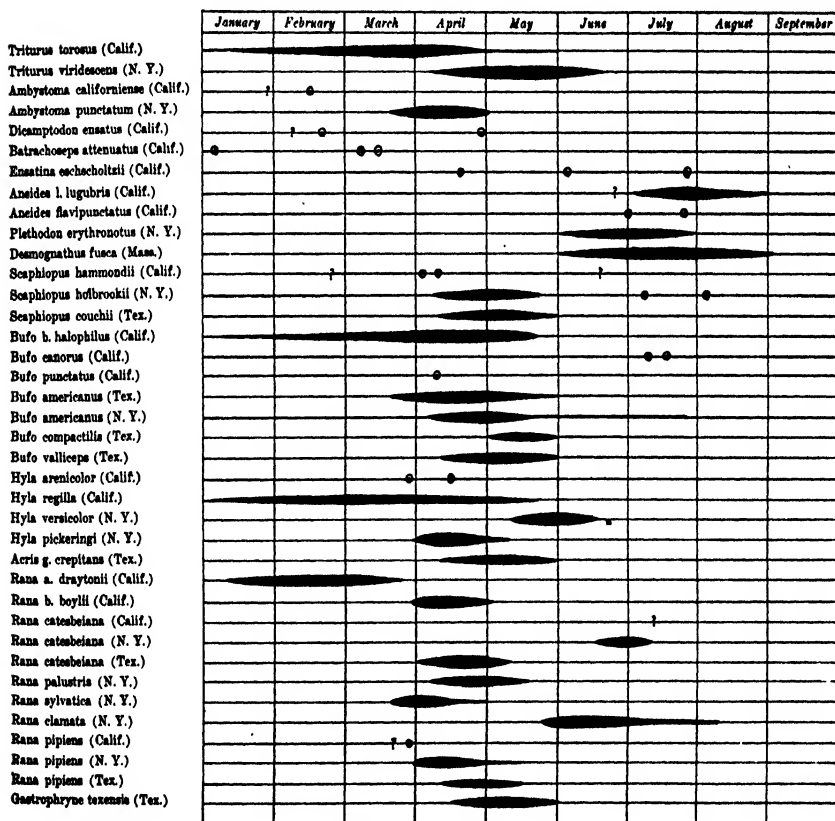 January February March April May June July August September
Triturus torosus (Calif.)
Triturus viridescens (N. Y.)
Ambystoma californiense (Calif.) ?
Ambystoma punctatum (N. Y.)
Dicamptodon ensatus (Calif.) ?
Batrachoseps attenuatus (Calif.)
Ensatina eschscholtzii (Calif.)
Aneides l. lugubris (Calif.) ?
Aneides flavipunctatus (Calif.)
Plethodon erythronotus (N. Y.)
Desmognathus fusca (Mass.)
Scaphiopus hammondii (Calif.) ? ?
Scaphiopus holbrookii (N. Y.)
Scaphiopus couchii (Tex.)
Bufo b. halophilus (Calif.)
Bufo canorus (Calif.)
Bufo punctatus (Calif.)
Bufo americanus (Tex.)
Bufo americanus (N. Y.)
Bufo compactilis (Tex.)
Bufo valliceps (Tex.)
Hyla arenicolor (Calif.)
Hyla regilla (Calif.)
Hyla versicolor (N. Y.)
Hyla pickeringi (N. Y.)
Acris g. crepitans (Tex.)
Rana a. draytonii (Calif.)
Rana b. boylii (Calif.)
Rana catesbeiana (Calif.) ?
Rana catesbeiana (N. Y.)
Rana catesbeiana (Tex.)
Rana palustris (N. Y.)
Rana sylvatica (N. Y.)
Rana clamata (N. Y.)
Rana pipiens (Calif.) ?
Rana pipiens (N. Y.)
Rana pipiens (Tex.)
Gastrophryne texensis (Tex.)